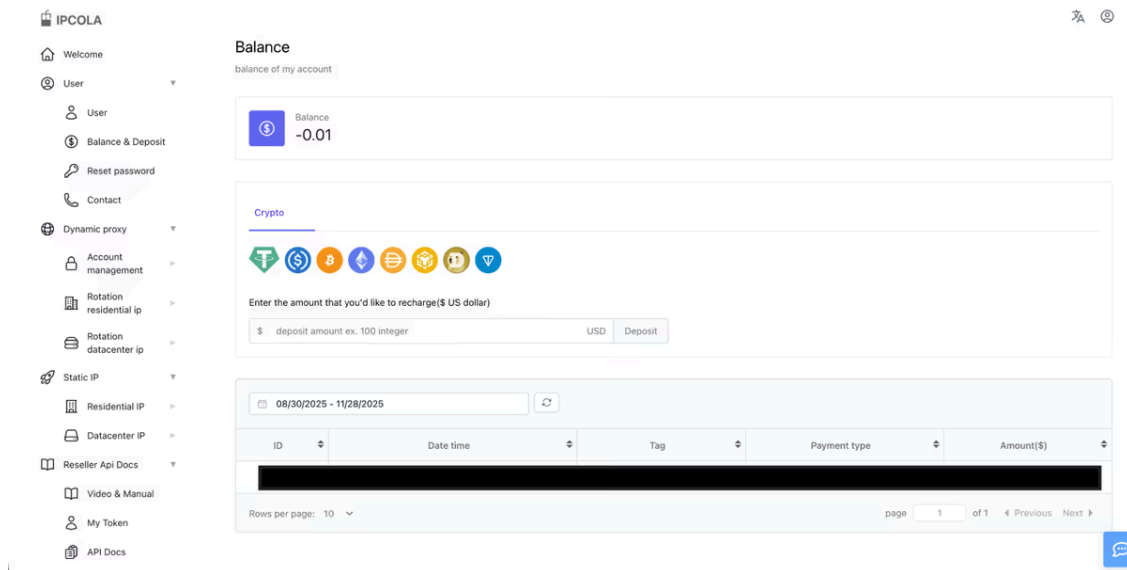 IPCOLA
Welcome
User
User
Balance & Deposit
Reset password
Contact
Dynamic proxy
Account
management
Rotation
residential ip
Rotation
datacenter ip
Static IP
Residential IP
Datacenter IP
Reseller Api Docs
Video & Manual
My Token
API Docs
Balance
balance of my account
Balance
-0.01
Crypto
Enter the amount that you'd like to recharge($ US dollar)
$ deposit amount ex. 100 integer USD Deposit
08/30/2025 - 11/28/2025
ID Date time Tag Payment type Amount($)
Rows per page: 10 page 1 of 1 Previous Next